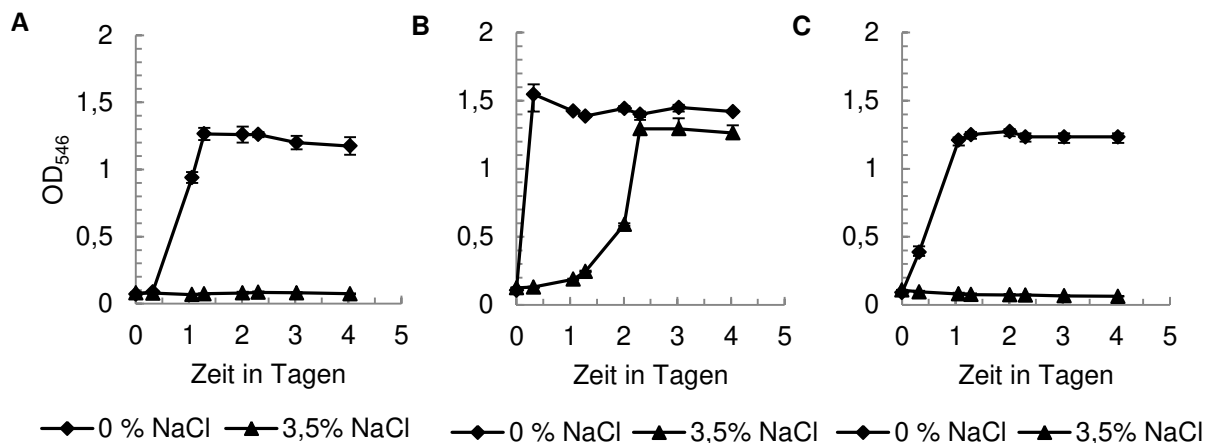 A
2
1,5
1
0,5
0
OD546
0 1 2 3 4 5
Zeit in Tagen
0 % NaCl 3,5% NaCl
B
2
1,5
1
0,5
0
0 1 2 3 4 5
Zeit in Tagen
0 % NaCl 3,5% NaCl
C
2
1,5
1
0,5
0
0 1 2 3 4 5
Zeit in Tagen
0 % NaCl 3,5% NaCl